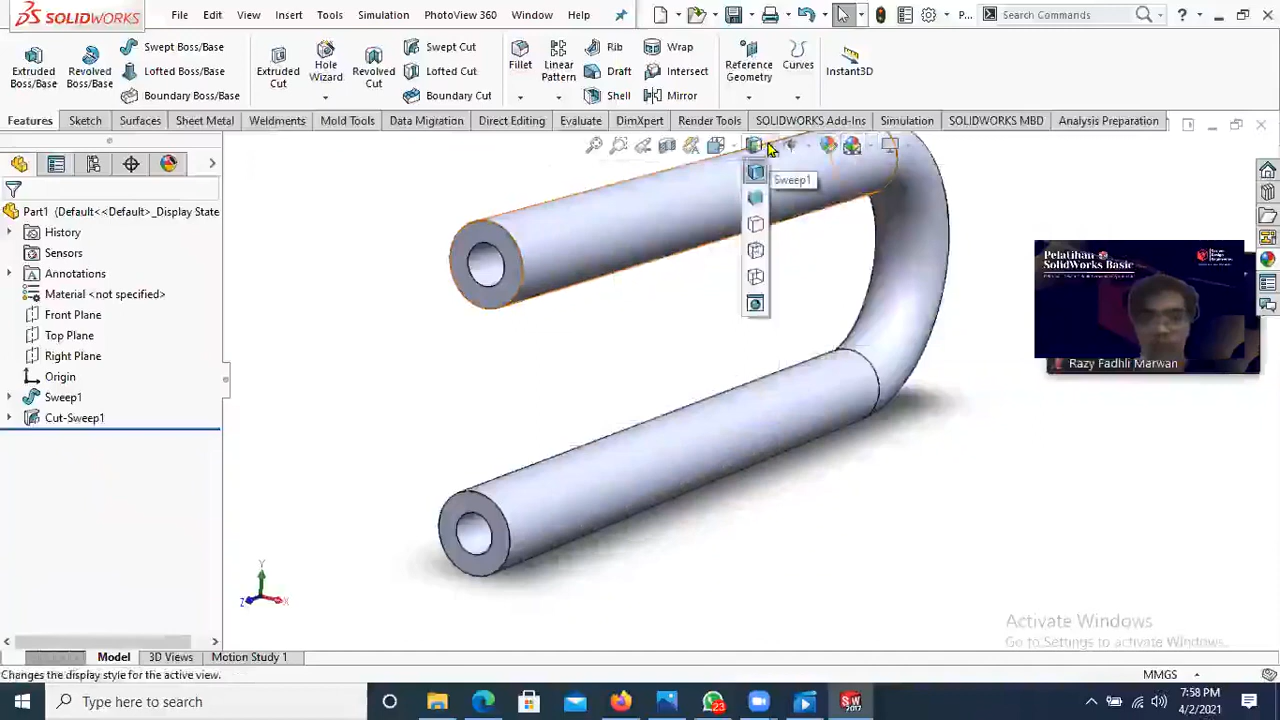 SOLIDWORKS File Edit View Insert Tools Simulation PhotoView 360 Window Help P... Search Commands
Extruded Boss/Base
Revolved Boss/Base
Swept Boss/Base
Lofted Boss/Base
Boundary Boss/Base
Extruded Cut
Hole Wizard
Revolved Cut
Swept Cut
Lofted Cut
Boundary Cut
Fillet
Linear Pattern
Rib
Draft
Shell
Wrap
Intersect
Mirror
Reference Geometry
Curves
Instant3D
Features Sketch Surfaces Sheet Metal Weldments Mold Tools Data Migration Direct Editing Evaluate DimXpert Render Tools SOLIDWORKS Add-Ins Simulation SOLIDWORKS MBD Analysis Preparation
Sweep1
Part1 (Default<<Default>_Display State
History
Sensors
Annotations
Material <not specified>
Front Plane
Top Plane
Right Plane
Origin
Sweep1
Cut-Sweep1
Pelatihan
SolidWorks Basic
Razy Fadhli Marwan
Y
Z X
Activate Windows
Go to Settings to activate Windows.
Model 3D Views Motion Study 1
Changes the display style for the active view. MMGS
Type here to search
23
SW
2017
7:58 PM
4/2/2021